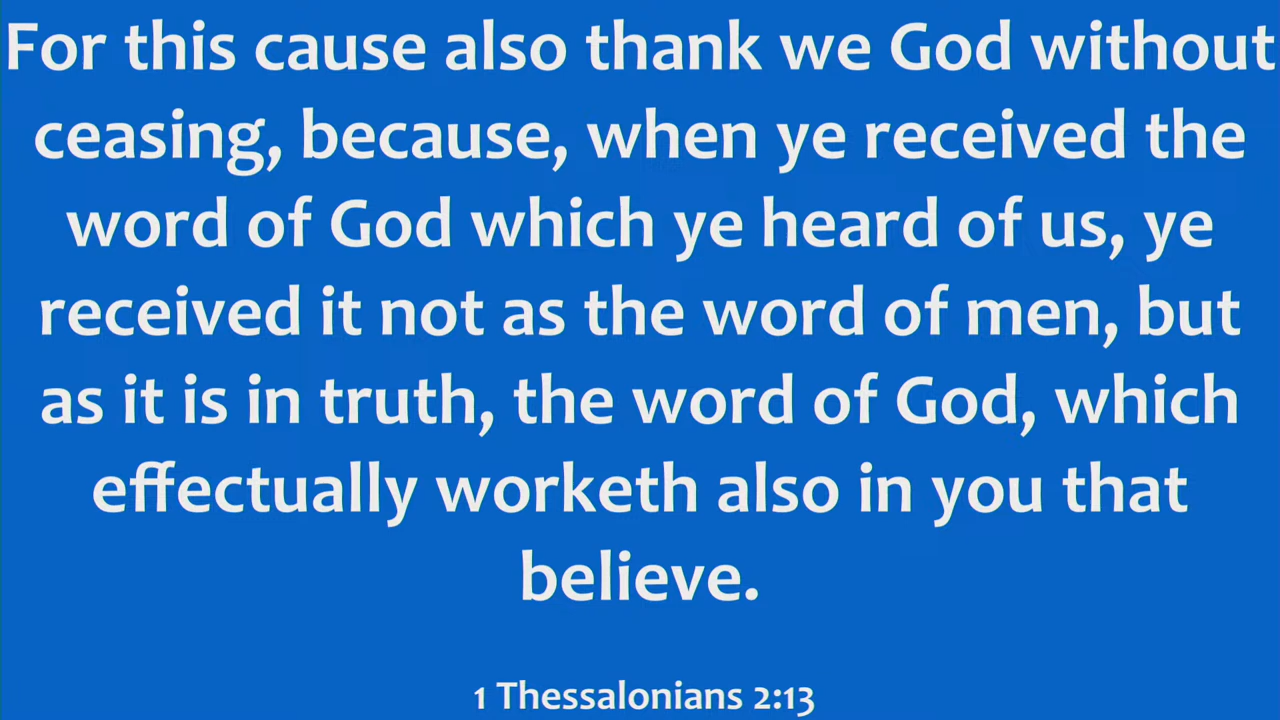 For this cause also thank we God without
ceasing, because, when ye received the
word of God which ye heard of us, ye
received it not as the word of men, but
as it is in truth, the word of God, which
effectually worketh also in you that
believe.
1 Thessalonians 2:13